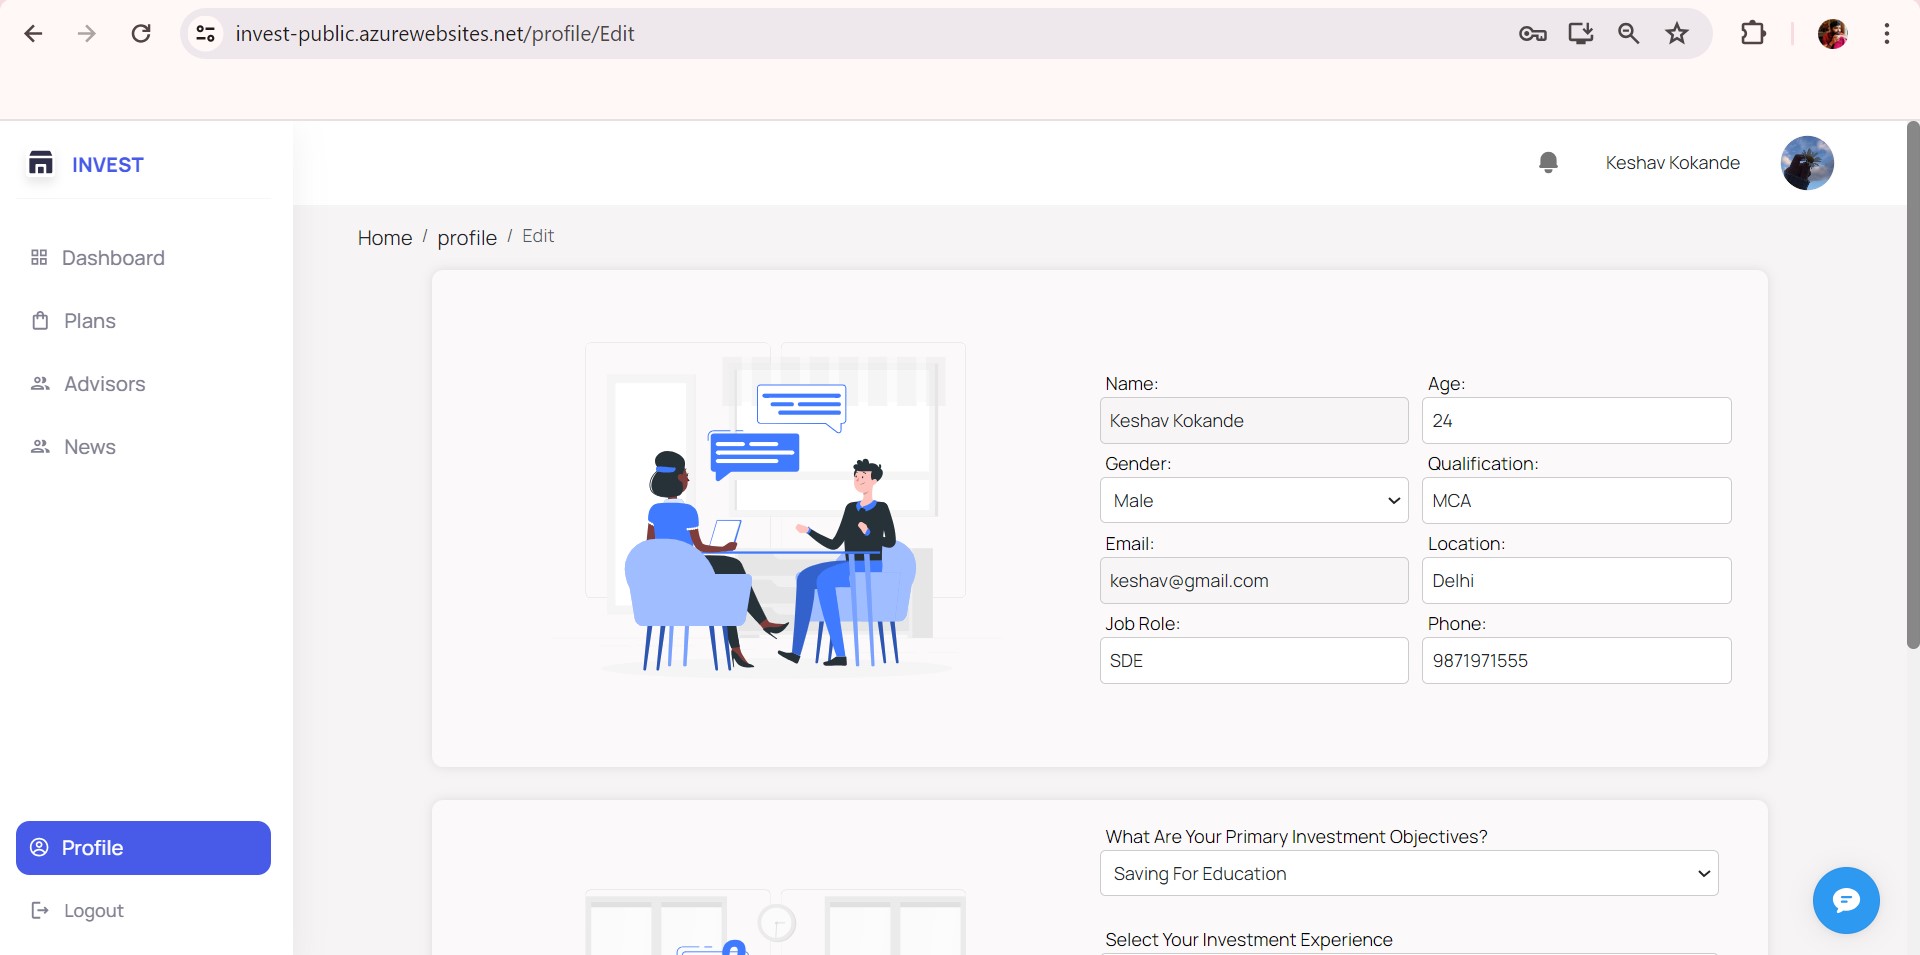 invest-public.azurewebsites.net/profile/Edit
INVEST
Keshav Kokande
Home / profile / Edit
Dashboard
Plans
Advisors
News
Profile
Logout
Name:
Age:
Keshav Kokande
24
Gender:
Qualification:
Male
MCA
Email:
Location:
keshav@gmail.com
Delhi
Job Role:
Phone:
SDE
9871971555
What Are Your Primary Investment Objectives?
Saving For Education
Select Your Investment Experience